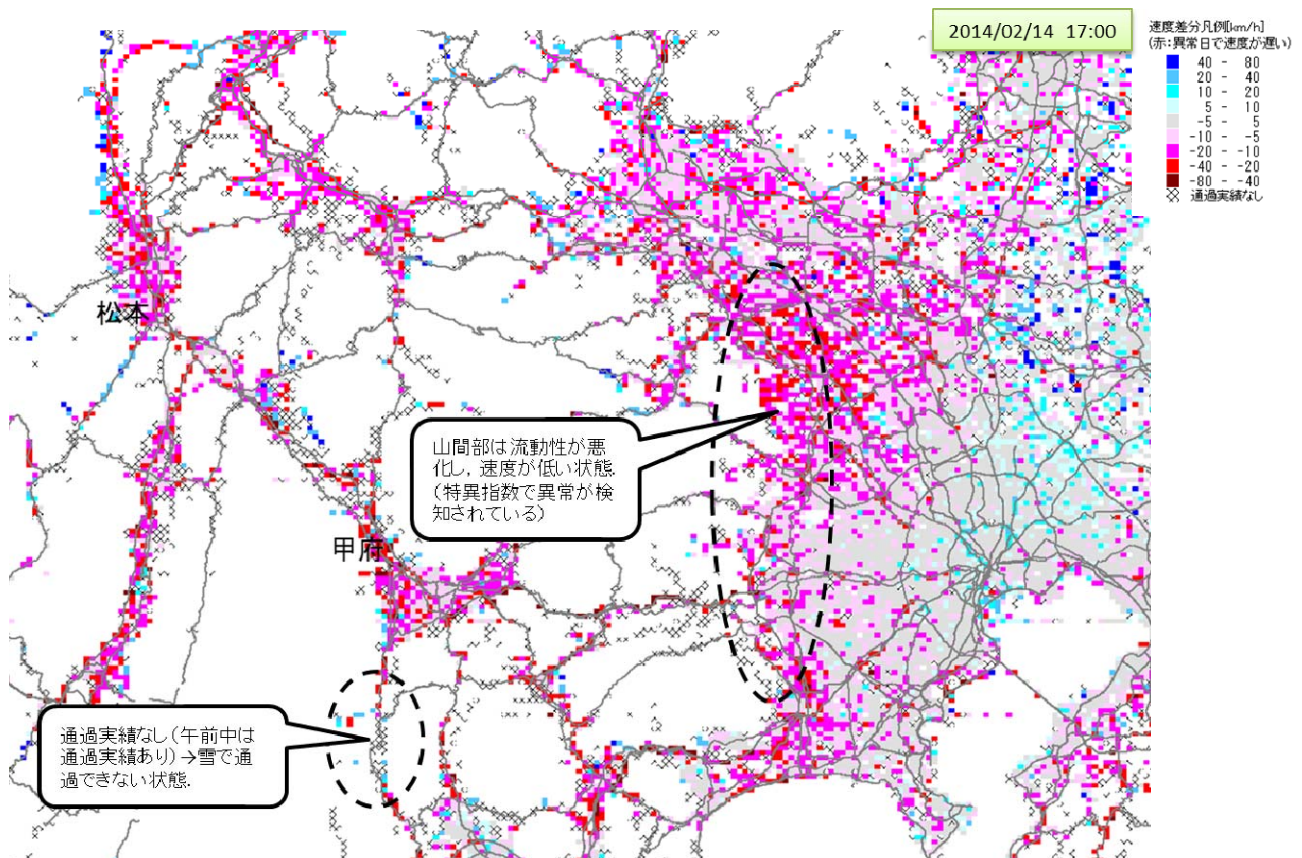 2014/02/14 17:00
速度差分凡例[km/h]
(赤:異常日で速度が遅い)
40 - 80
20 - 40
10 - 20
5 - 10
-5 - 5
-10 - -5
-20 - -10
-40 - -20
-80 - -40
通過実績なし
松本
山間部は流動性が悪
化し，速度が低い状態
(特異指数で異常が検
知されている)
甲府
通過実績なし(午前中は
通過実績あり)→雪で通
過できない状態.